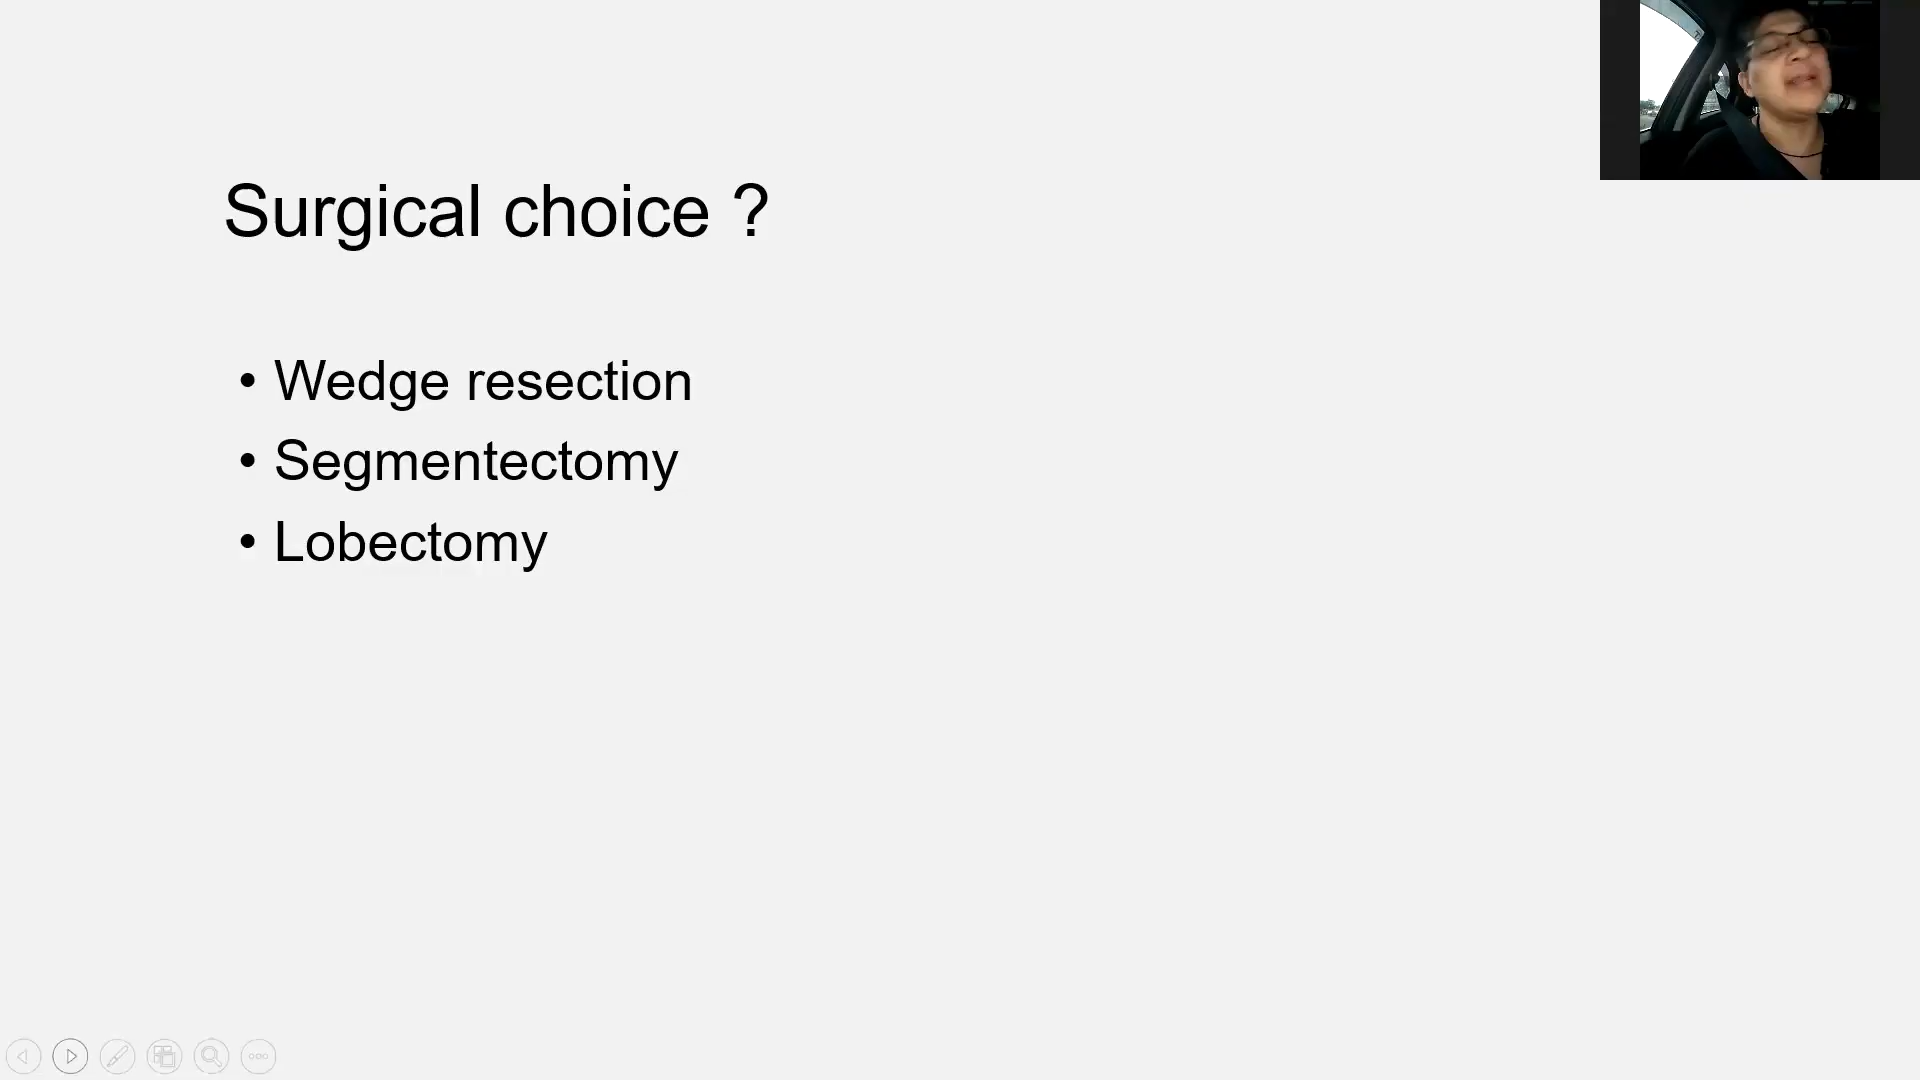 Surgical choice ?
• Wedge resection
• Segmentectomy
• Lobectomy